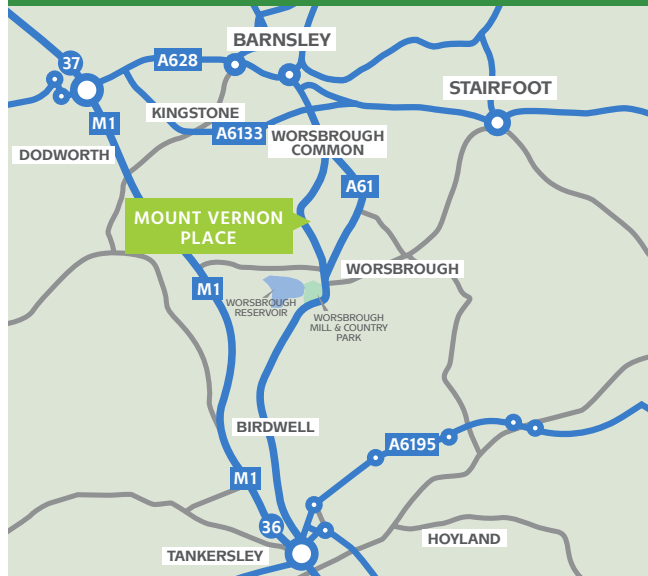 BARNSLEY
37
A628
STAIRFOOT
KINGSTONE
M1
A6133
WORSBROUGH
COMMON
DODWORTH
A61
MOUNT VERNON
PLACE
WORSBROUGH
M1
WORSBROUGH
RESERVOIR
WORSBROUGH
MILL & COUNTRY
PARK
BIRDWELL
A6195
M1
36
HOYLAND
TANKERSLEY